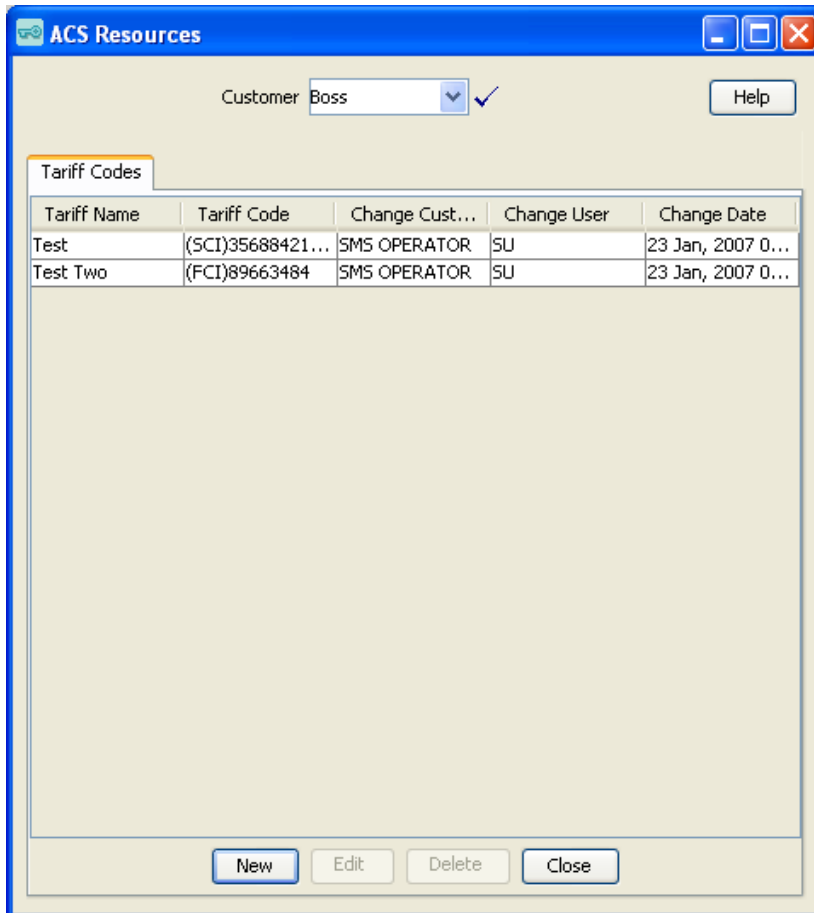 ACS Resources
Customer Boss Help
Tariff Codes
Tariff Name Tariff Code Change Cust... Change User Change Date
Test (SCI)35688421... SMS OPERATOR SU 23 Jan, 2007 0...
Test Two (FCI)89663484 SMS OPERATOR SU 23 Jan, 2007 0...
New Edit Delete Close